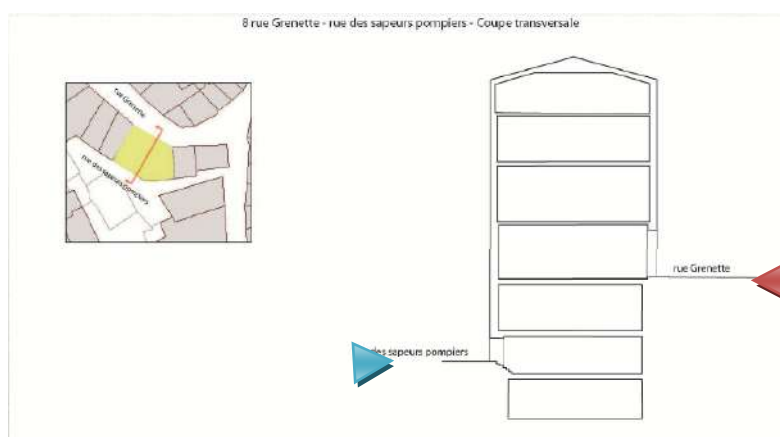 8 rue Grenette - rue des sapeurs pompiers - Coupe transversale
rue Grenette
rue des sapeurs pompiers
rue Grenette
des sapeurs pompiers